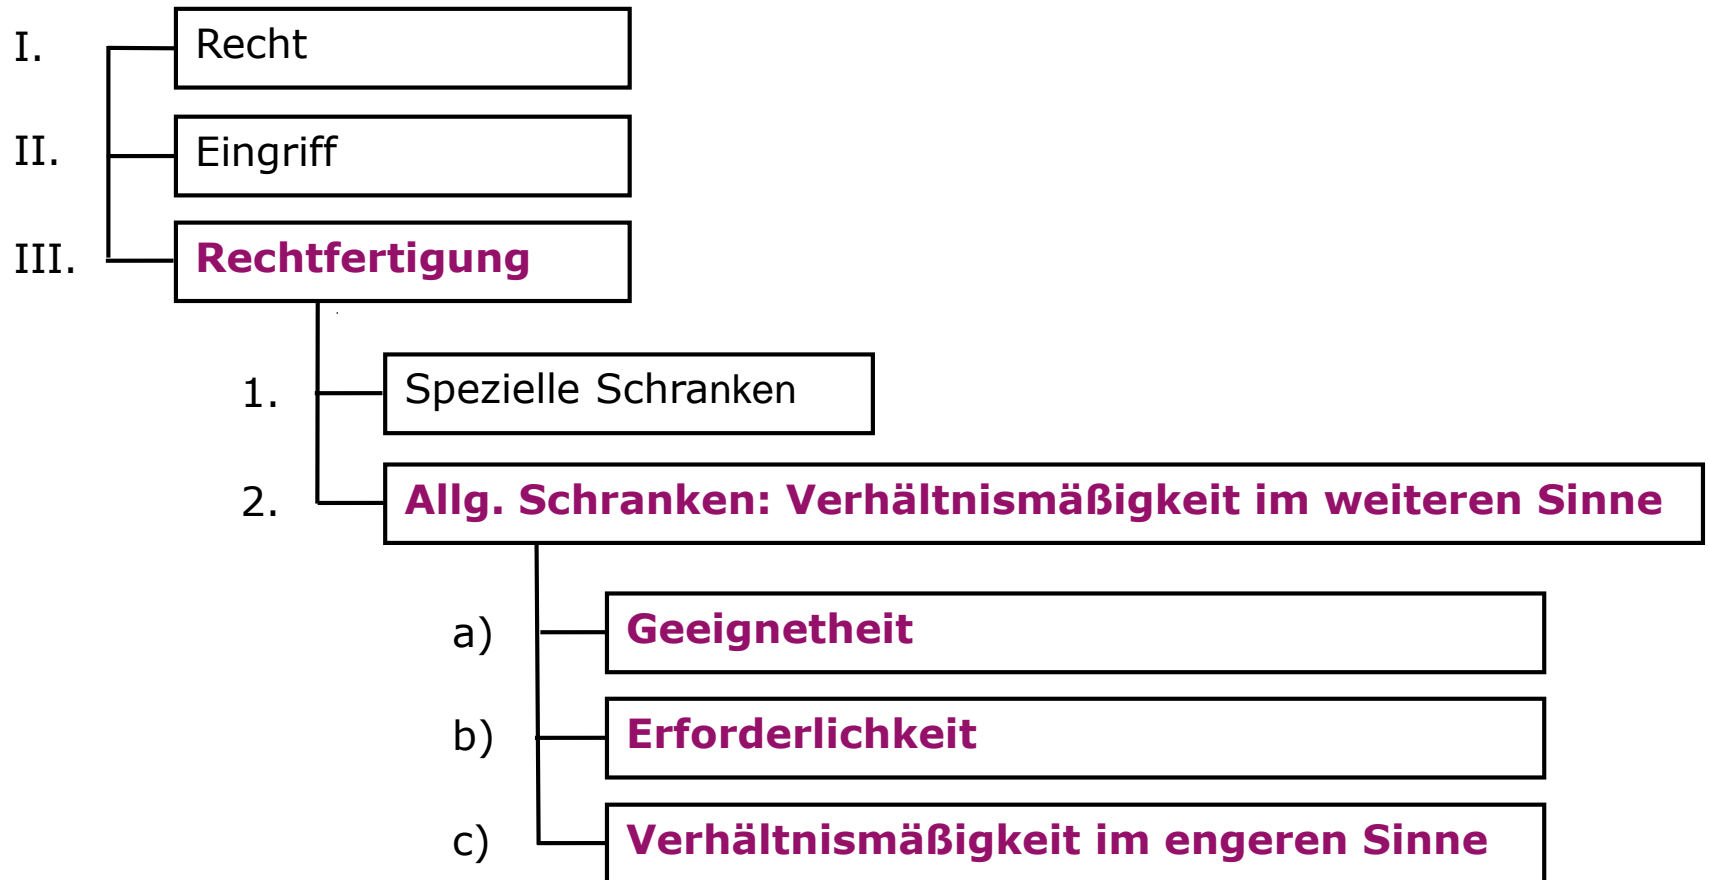 I. Recht
II. Eingriff
III. Rechtfertigung
1. Spezielle Schranken
2. Allg. Schranken: Verhältnismäßigkeit im weiteren Sinne
a) Geeignetheit
b) Erforderlichkeit
c) Verhältnismäßigkeit im engeren Sinne